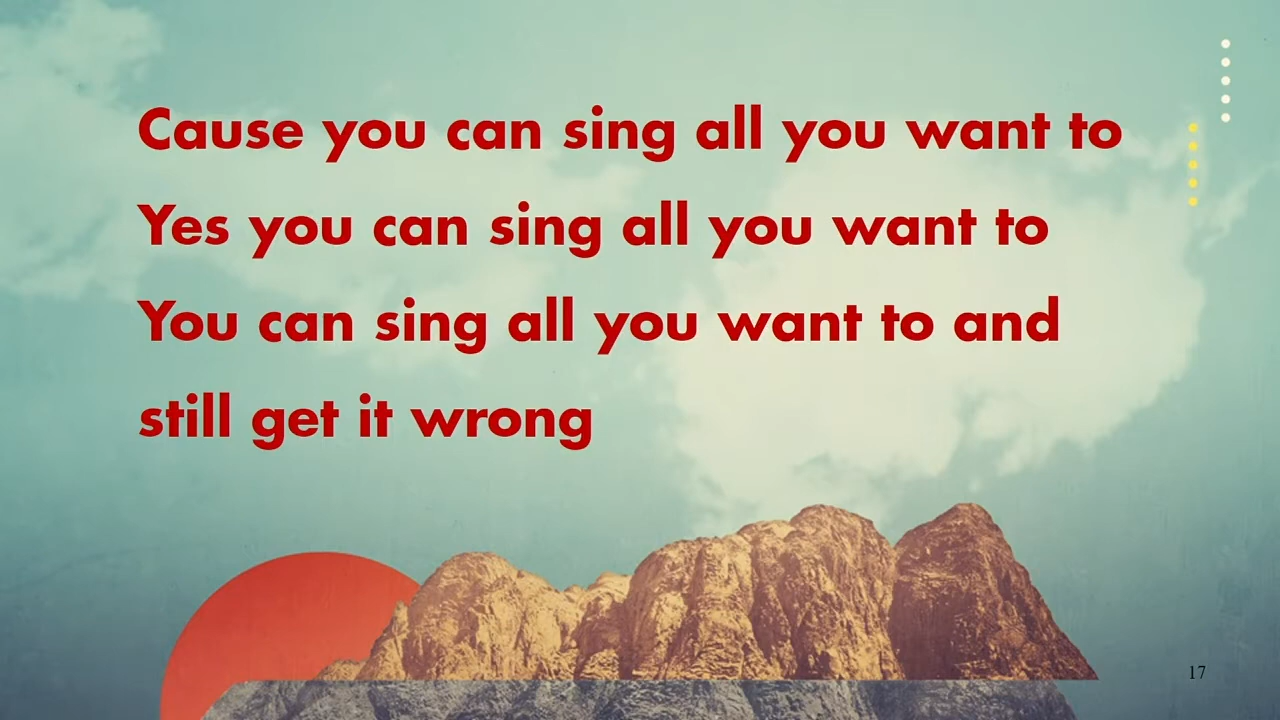 Cause you can sing all you want to
Yes you can sing all you want to
You can sing all you want to and
still get it wrong
17